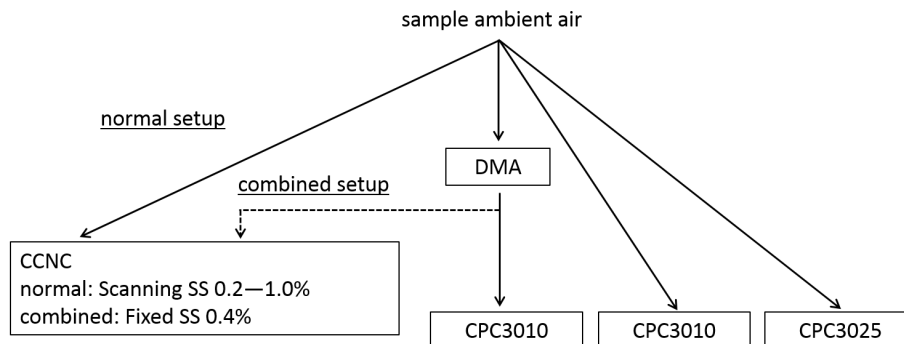 sample ambient air
normal setup
DMA
combined setup
CCNC
normal: Scanning SS 0.2—1.0%
combined: Fixed SS 0.4%
CPC3010
CPC3010
CPC3025